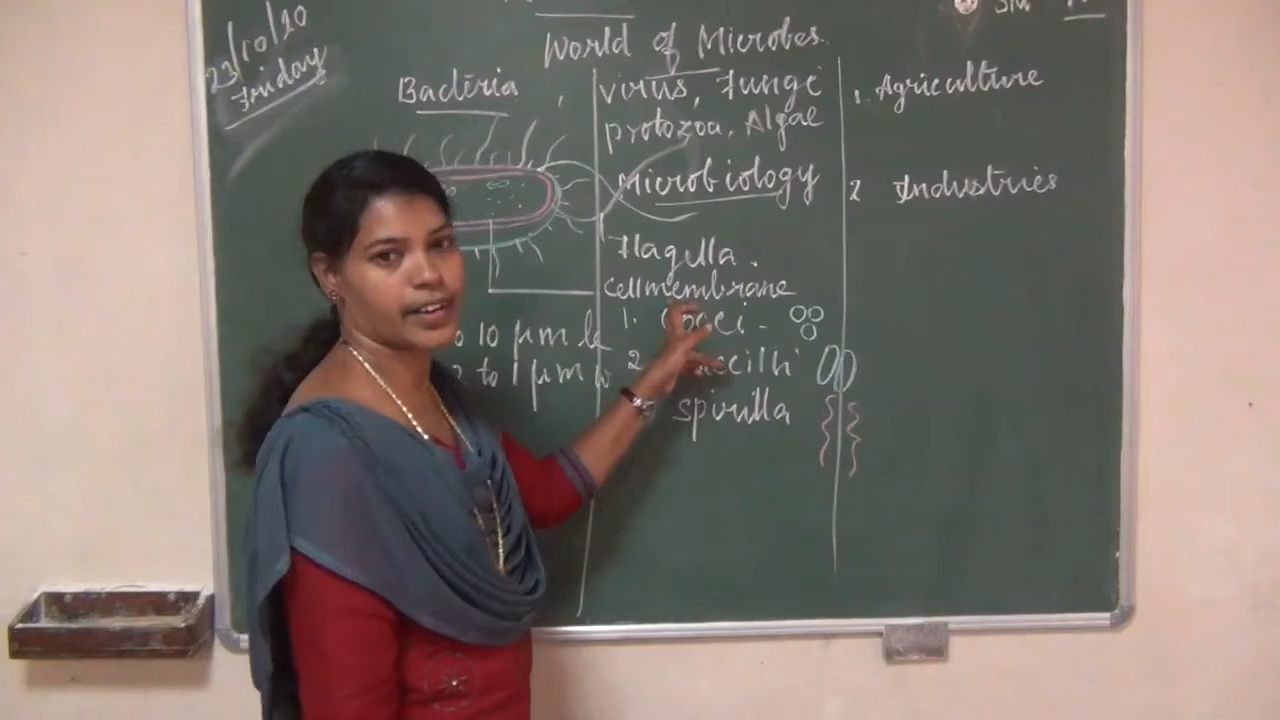 23/10/20
Friday
World of Microbes.
Bacteria
, virus, Fungi
protozoa, Algae
Microbiology
Flagella.
Cellmembrane
1. Cocci -
2
spirilla
10 µm
to 1 µm
1. Agriculture
2 Industries